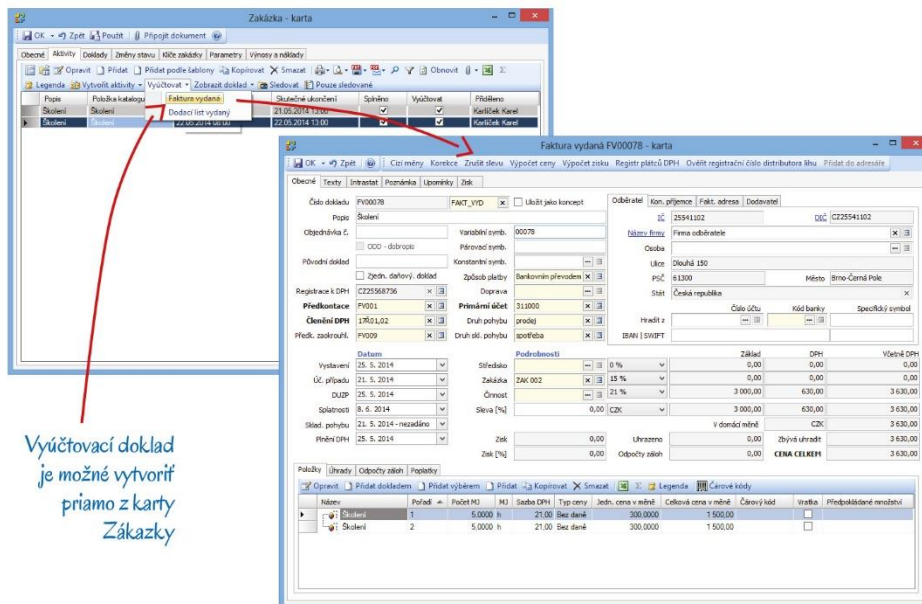 Zakázka - karta
OK Zpět Použít Připojit dokument
Obecné Aktivity Doklady Změny stavu Klíče zakázky Parametry Výnosy a náklady
Opravit Přidat Přidat podle šablony Kopírovat Smazat Obnovit
Legenda Vytvořit aktivity Vyúčtovat Zobrazit doklad Sledovat Pouze sledované
Popis Položka katalogu Skutečné ukončení Splněno Vyúčtovat Přiděleno
Faktura vydaná
Dodací list vydaný
Školení Školení 21.05.2014 13:00 Karlíček Karel
Školení Školení 22.05.2014 08:00 22.05.2014 13:00 Karlíček Karel
Faktura vydaná FV00078 - karta
OK Zpět Cizí měny Korekce Zrušit slevu Výpočet ceny Výpočet zisku Registr plátců DPH Ověřit registrační číslo distributora lihu Přidat do adresáře
Obecné Texty Intrastat Poznámka Upomínky Zisk
Číslo dokladu FV00078 FAKT_VYD Uložit jako koncept
Popis Školení
Objednávka č. Variabilní symb. 00078
ODD - dobropis Párovací symb.
Původní doklad Konstantní symb.
Zjedn. daňový. doklad Způsob platby Bankovním převodem
Registrace k DPH CZ25568736 Doprava
Předkontace FV001 Primární účet 311000
Členění DPH 17R01,02 Druh pohybu prodej
Předk. zaokrouhl. FV009 Druh skl. pohybu spotřeba
Odběratel Kon. příjemce Fakt. adresa Dodavatel
IČ 25541102 DIČ CZ25541102
Název firmy Firma odběratele
Osoba
Ulice Dlouhá 150
PSČ 61300 Město Brno-Černá Pole
Stát Česká republika
Číslo účtu Kód banky Specifický symbol
Hradit z
IBAN | SWIFT
Datum Podrobnosti Základ DPH Včetně DPH
Vystavení 25. 5. 2014 Středisko 0 % 0,00 0,00 0,00
Úč. případu 21. 5. 2014 Zakázka ZAK 002 15 % 0,00 0,00 0,00
DUZP 25. 5. 2014 Činnost 21 % 3 000,00 630,00 3 630,00
Splatnosti 8. 6. 2014 Sleva [%] 0,00 CZK 3 000,00 630,00 3 630,00
Sklad. pohybu 21. 5. 2014 - nezadáno V domácí měně CZK 3 630,00
Plnění DPH 25. 5. 2014 Zisk 0,00 Uhrazeno 0,00 Zbývá uhradit 3 630,00
Zisk [%] 0,00 Odpočty záloh 0,00 CENA CELKEM 3 630,00
Položky Úhrady Odpočty záloh Poplatky
Opravit Přidat dokladem Přidat výběrem Přidat Kopírovat Smazat Legenda Čárové kódy
Název Pořadí Počet MJ MJ Sazba DPH Typ ceny Jedn. cena v měně Celková cena v měně Čárový kód Vratka Předpokládané množství
Školení 1 5,0000 h 21,00 Bez daně 300,0000 1 500,00
Školení 2 5,0000 h 21,00 Bez daně 300,0000 1 500,00
Vyúčtovací doklad
je možné vytvoriť
priamo z karty
Zákazky